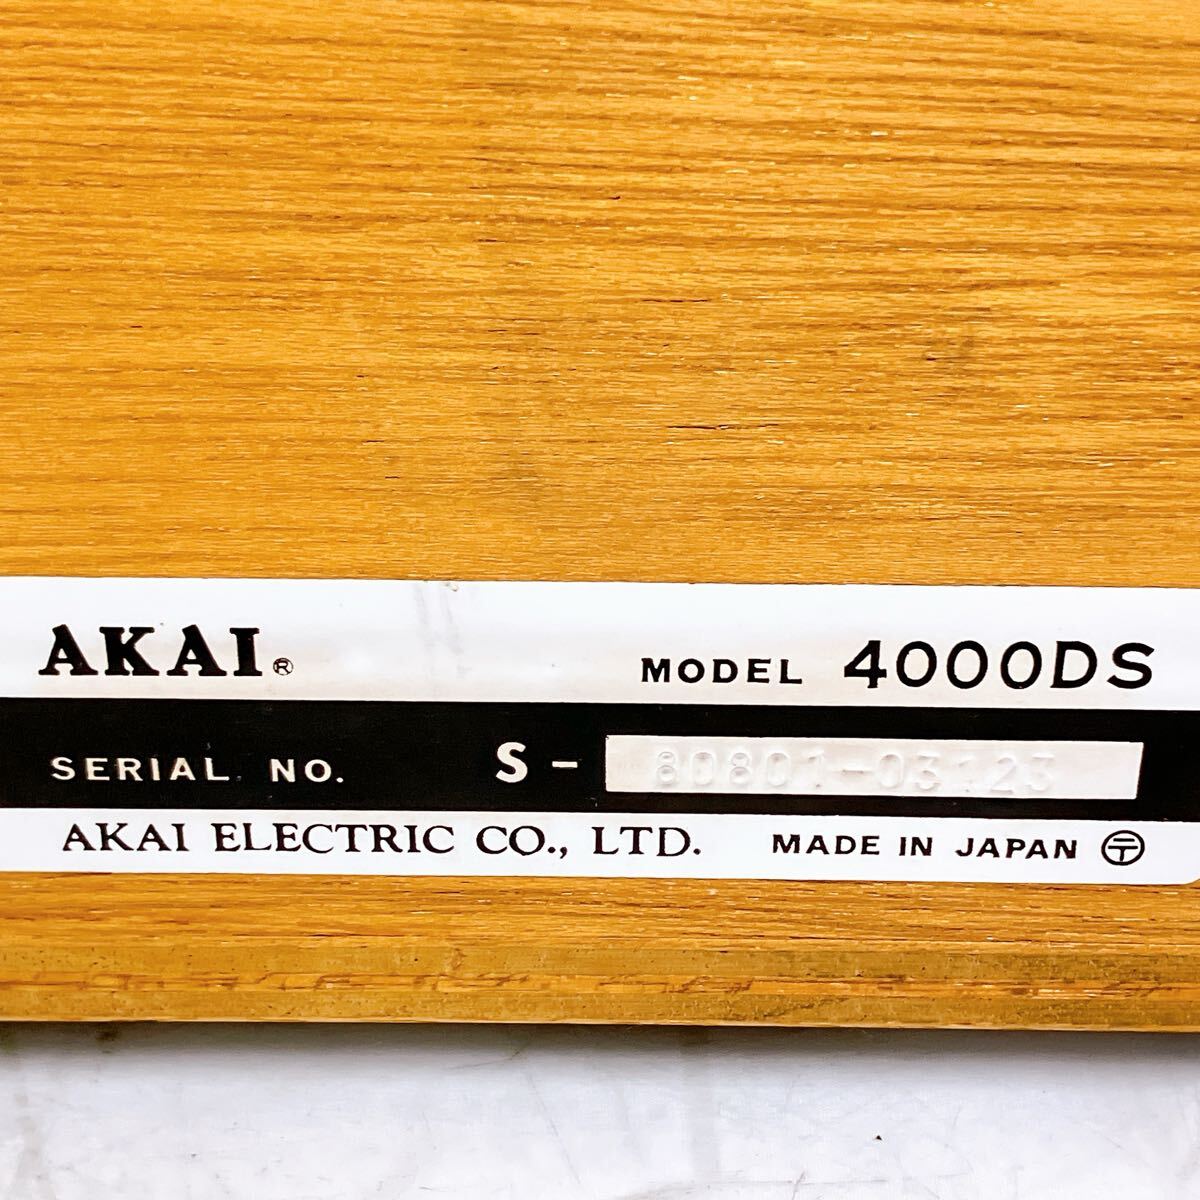 AKAI®
MODEL 4000DS
SERIAL NO. S- 80801-03123
AKAI ELECTRIC CO., LTD. MADE IN JAPAN 〶